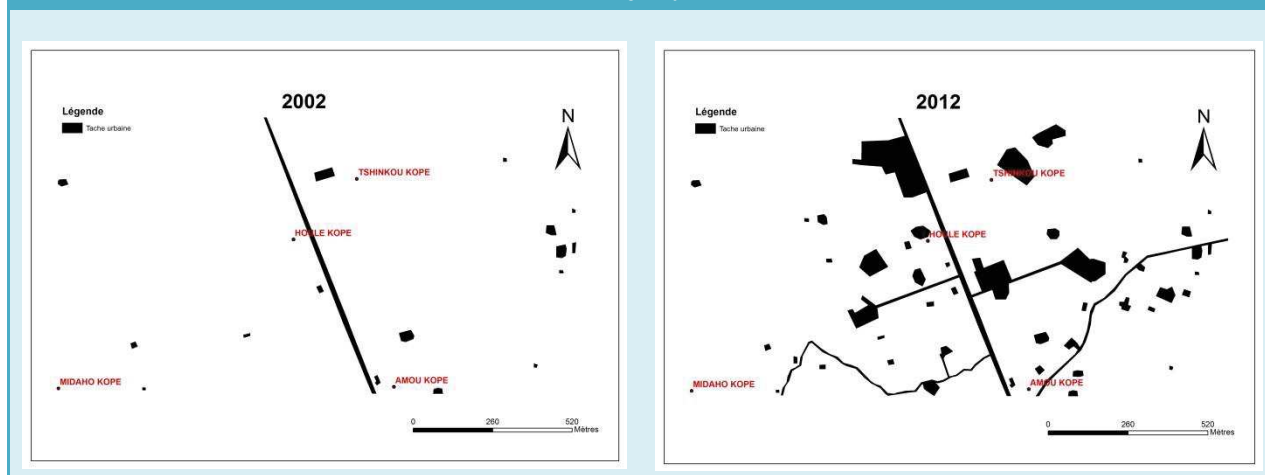 2002
Légende
Tache urbaine
N
TSHINKOU KOPE
HOULE KOPE
MIDAHO KOPE
AMOU KOPE
0 260 520
Mètres
2012
Légende
Tache urbaine
N
TSHINKOU KOPE
HOULE KOPE
MIDAHO KOPE
AMOU KOPE
0 260 520
Mètres